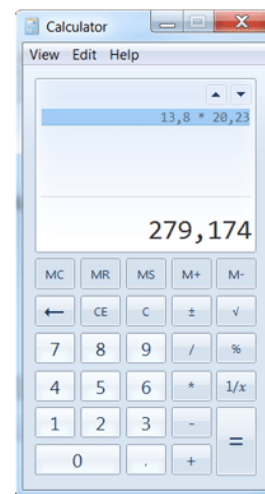 Calculator
View Edit Help
13,8 * 20,23
279,174
MC MR MS M+ M-
← CE C ± √
7 8 9 / %
4 5 6 * 1/x
1 2 3 - =
0 , +